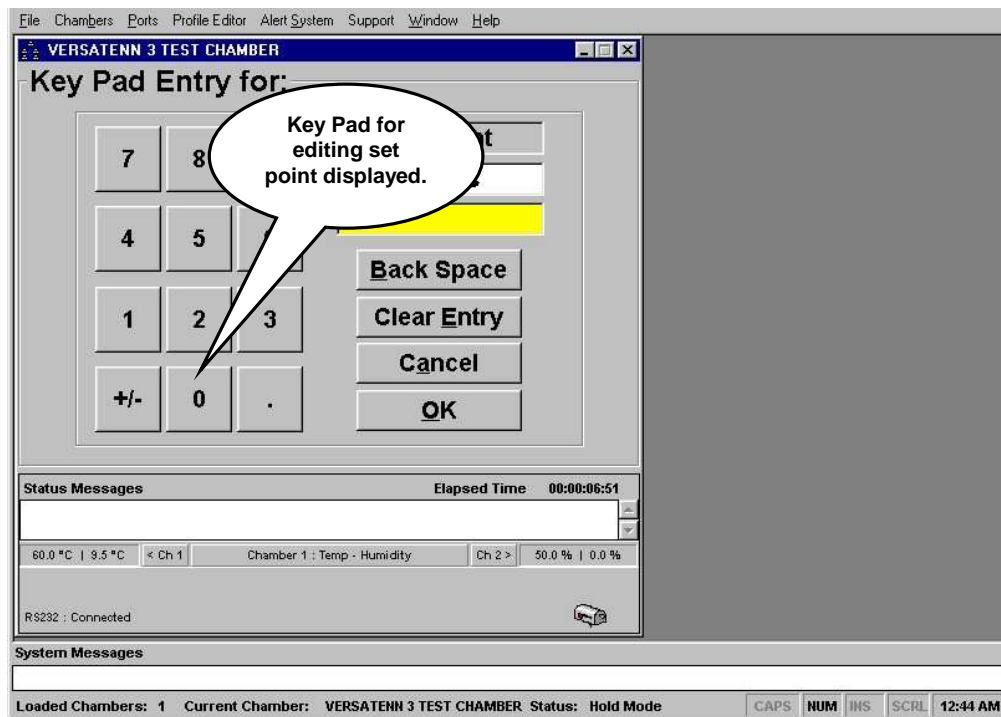 File Chambers Ports Profile Editor Alert System Support Window Help
VERSATENN 3 TEST CHAMBER
Key Pad Entry for:
Key Pad for
editing set
point displayed.
7 8
4 5
1 2 3
+/- 0 .
Back Space
Clear Entry
Cancel
OK
Status Messages Elapsed Time 00:00:06:51
60.0 °C | 9.5 °C < Ch 1 Chamber 1 : Temp - Humidity Ch 2 > 50.0 % | 0.0 %
RS232 : Connected
System Messages
Loaded Chambers: 1 Current Chamber: VERSATENN 3 TEST CHAMBER Status: Hold Mode CAPS NUM INS SCRL 12:44 AM